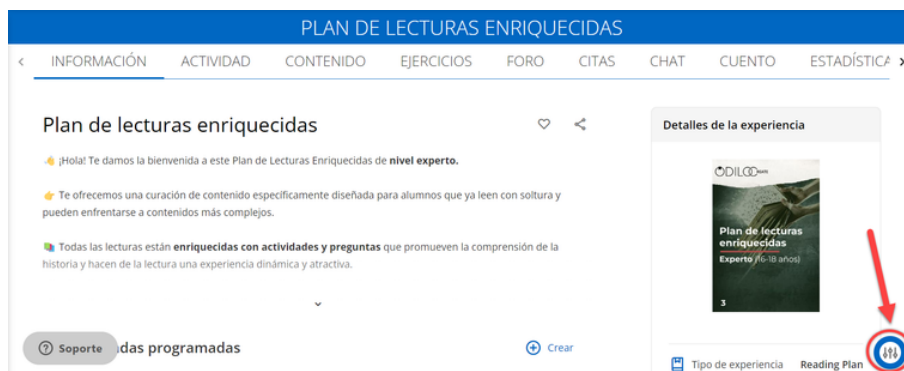 PLAN DE LECTURAS ENRIQUECIDAS
INFORMACIÓN ACTIVIDAD CONTENIDO EJERCICIOS FORO CITAS CHAT CUENTO ESTADÍSTICA
Plan de lecturas enriquecidas
¡Hola! Te damos la bienvenida a este Plan de Lecturas Enriquecidas de nivel experto.
Te ofrecemos una curación de contenido específicamente diseñada para alumnos que ya leen con soltura y
pueden enfrentarse a contenidos más complejos.
Todas las lecturas están enriquecidas con actividades y preguntas que promueven la comprensión de la
historia y hacen de la lectura una experiencia dinámica y atractiva.
Soporte
das programadas
Crear
Detalles de la experiencia
ODILO
Plan de lecturas
enriquecidas
Experto (16-18 años)
3
Tipo de experiencia Reading Plan